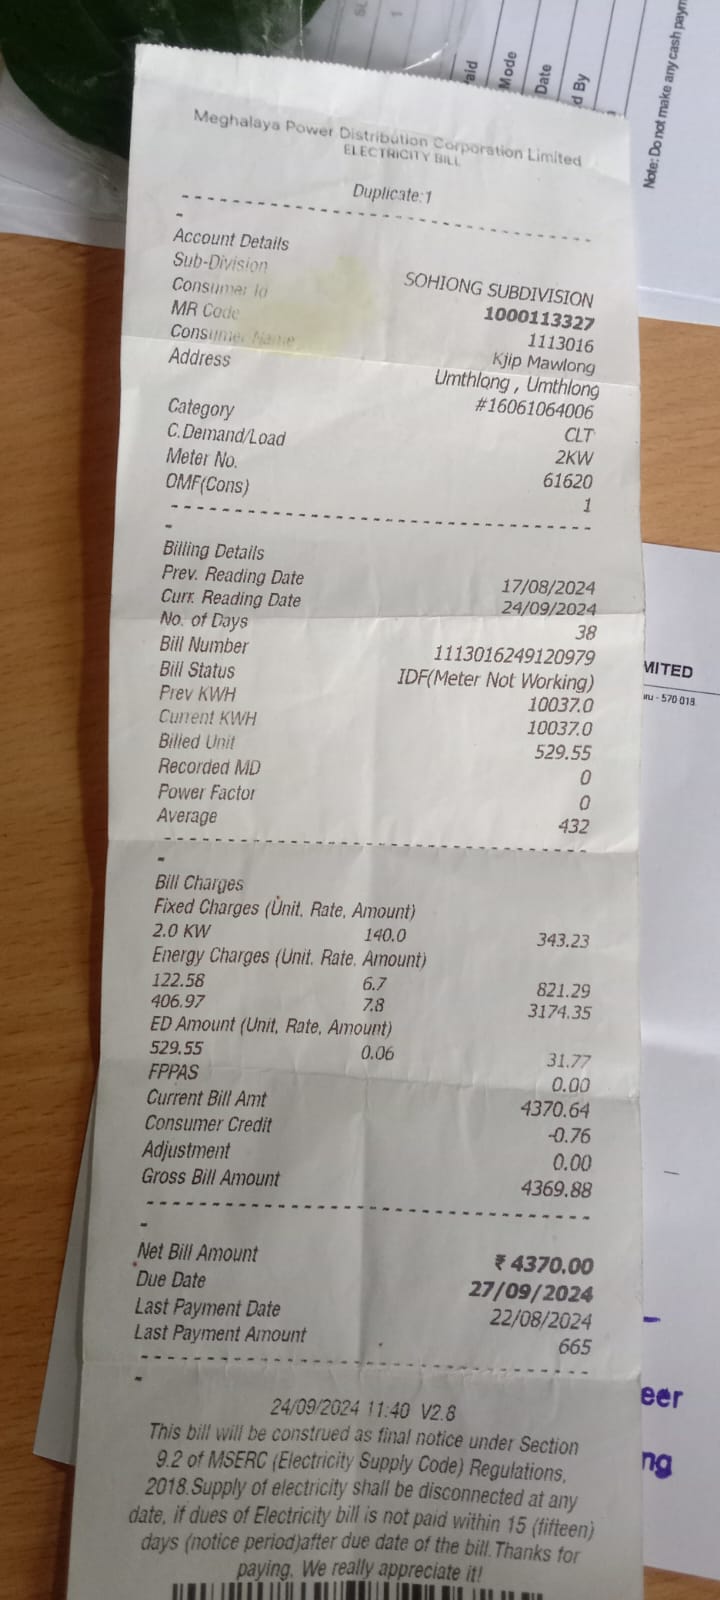 aid
Mode
Date
d By
Note: Do not make any cash paym
Meghalaya Power Distribution Corporation Limited
ELECTRICITY BILL
Duplicate:1
Account Details
Sub-Division SOHIONG SUBDIVISION
Consumer Id 1000113327
MR Code 1113016
Consumer Name Kjip Mawlong
Address Umthlong , Umthlong
#16061064006
Category CLT
C.Demand/Load 2KW
Meter No. 61620
OMF(Cons) 1
Billing Details
Prev. Reading Date 17/08/2024
Curr. Reading Date 24/09/2024
No. of Days 38
Bill Number 1113016249120979
Bill Status IDF(Meter Not Working)
Prev KWH 10037.0
Current KWH 10037.0
Billed Unit 529.55
Recorded MD 0
Power Factor 0
Average 432
Bill Charges
Fixed Charges (Unit, Rate, Amount)
2.0 KW 140.0 343.23
Energy Charges (Unit, Rate, Amount)
122.58 6.7 821.29
406.97 7.8 3174.35
ED Amount (Unit, Rate, Amount)
529.55 0.06 31.77
FPPAS 0.00
Current Bill Amt 4370.64
Consumer Credit -0.76
Adjustment 0.00
Gross Bill Amount 4369.88
Net Bill Amount ₹ 4370.00
Due Date 27/09/2024
Last Payment Date 22/08/2024
Last Payment Amount 665
24/09/2024 11:40 V2.8
This bill will be construed as final notice under Section
9.2 of MSERC (Electricity Supply Code) Regulations,
2018.Supply of electricity shall be disconnected at any
date, if dues of Electricity bill is not paid within 15 (fifteen)
days (notice period)after due date of the bill.Thanks for
paying. We really appreciate it!
MITED
ru - 570 018.
eer
ng